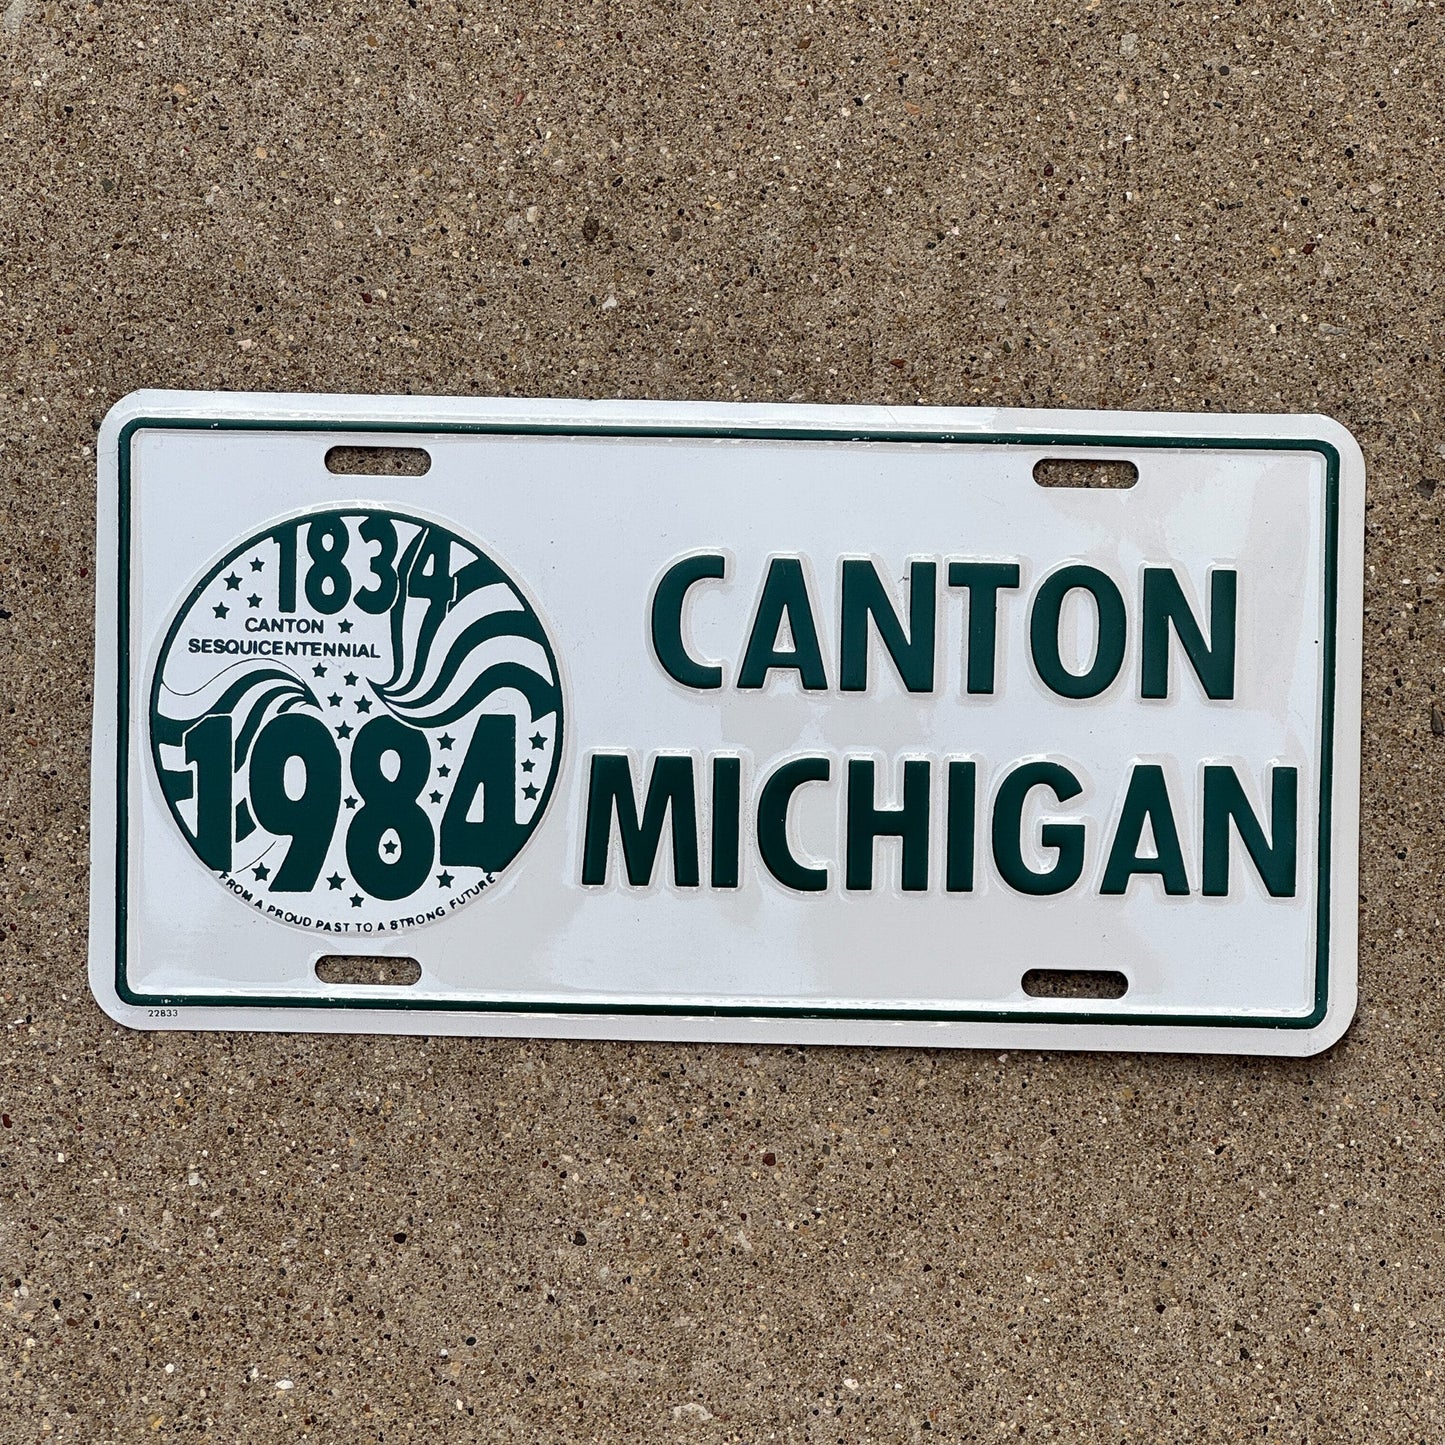 1834
CANTON
SESQUICENTENNIAL
1984
FROM A PROUD PAST TO A STRONG FUTURE
CANTON
MICHIGAN
22833